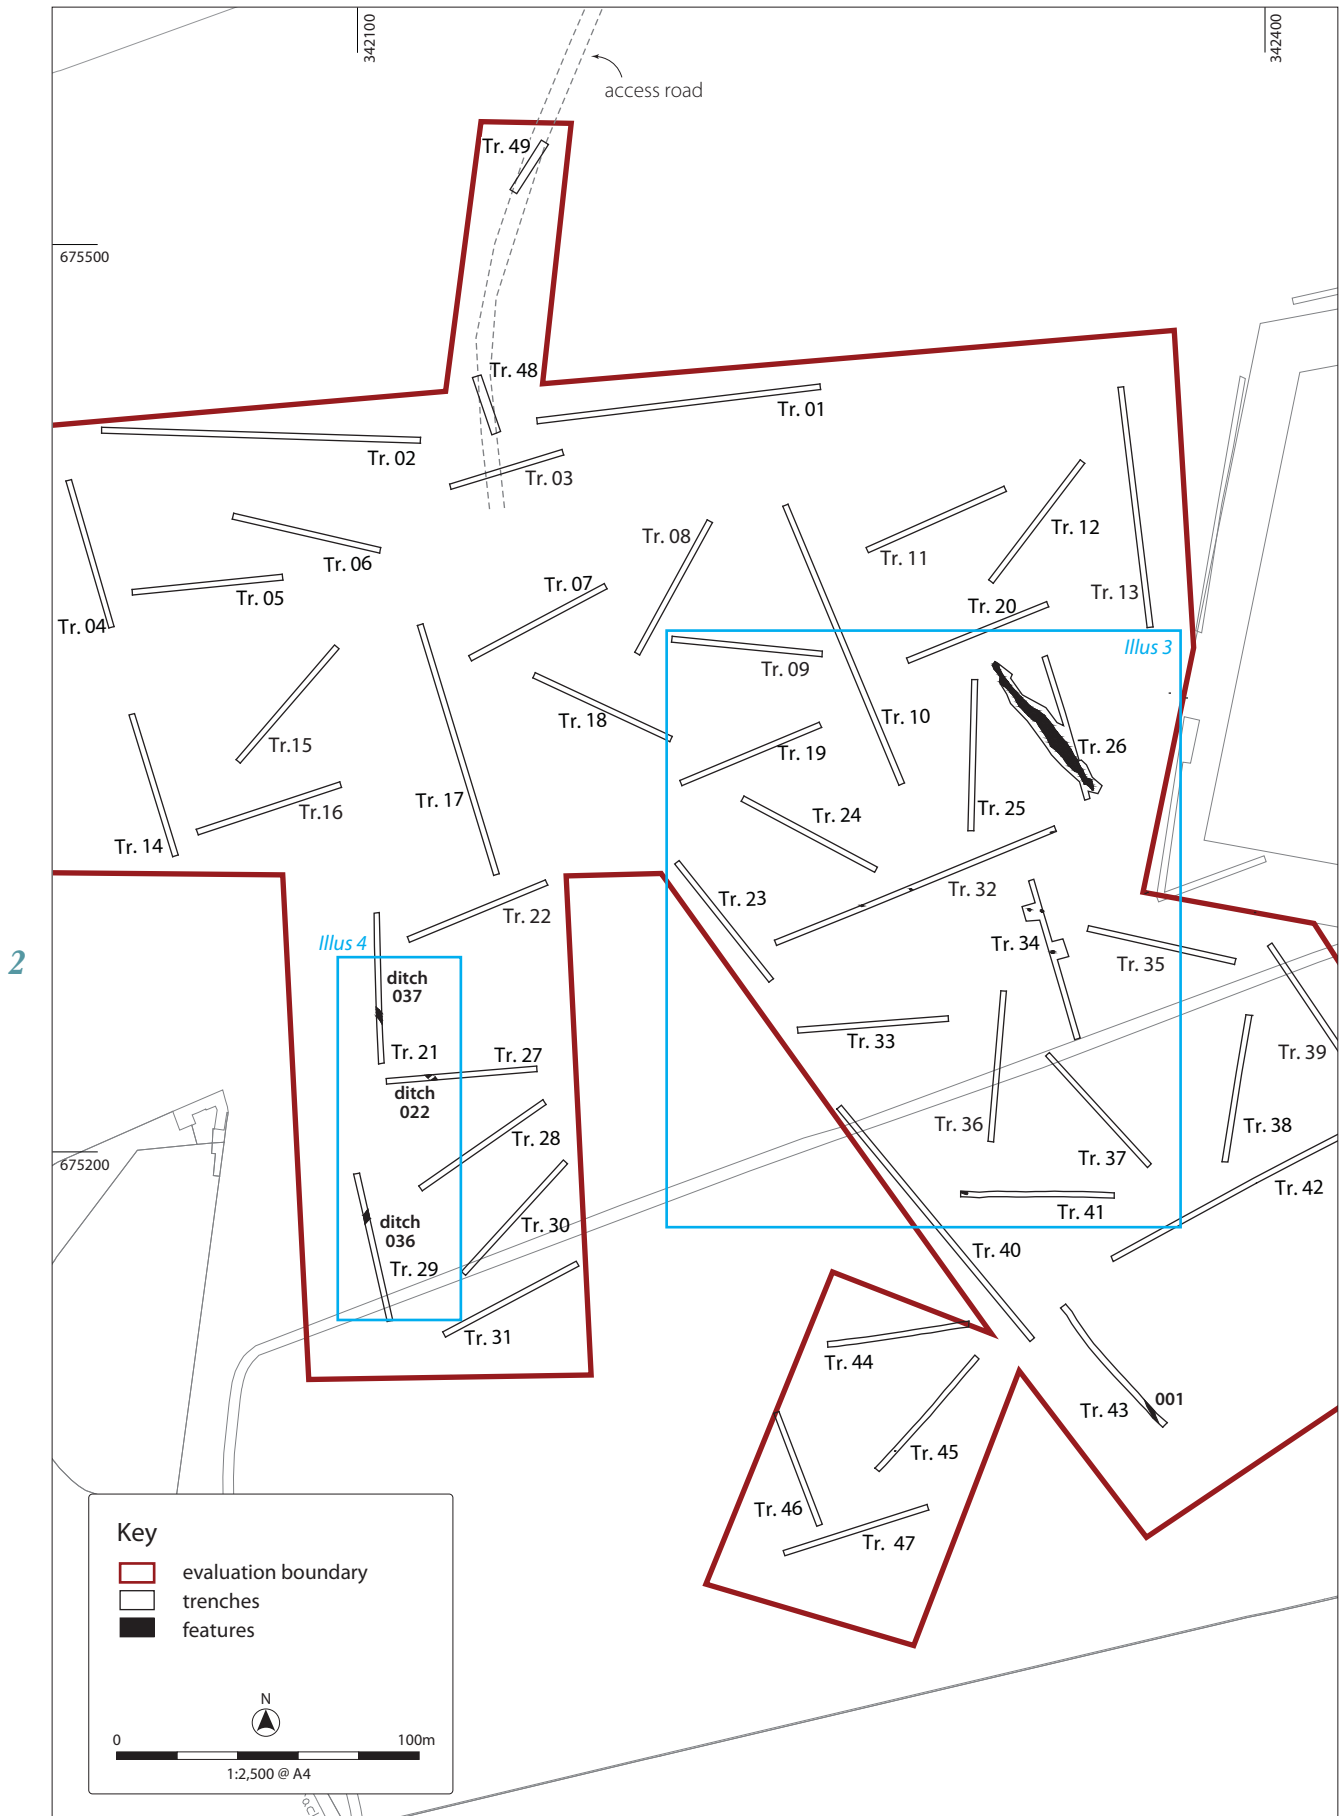 342100
342400
access road
Tr. 49
675500
Tr. 48
Tr. 01
Tr. 02
Tr. 03
Tr. 08
Tr. 12
Tr. 11
Tr. 06
Tr. 07
Tr. 05
Tr. 13
Tr. 20
Tr. 04
Illus 3
Tr. 09
Tr. 10
Tr. 18
Tr.15
Tr. 19
Tr. 26
Tr. 17
Tr.16
Tr. 25
Tr. 24
Tr. 14
Tr. 32
Tr. 23
Tr. 22
Illus 4
Tr. 34
2
Tr. 35
ditch
037
Tr. 33
Tr. 21
Tr. 27
Tr. 39
ditch
022
Tr. 36
Tr. 38
Tr. 28
Tr. 37
675200
Tr. 42
Tr. 41
ditch
036
Tr. 30
Tr. 40
Tr. 29
Tr. 31
Tr. 44
001
Tr. 43
Tr. 45
Tr. 46
Tr. 47
Key
evaluation boundary
trenches
features
N
0 100m
1:2,500 @ A4